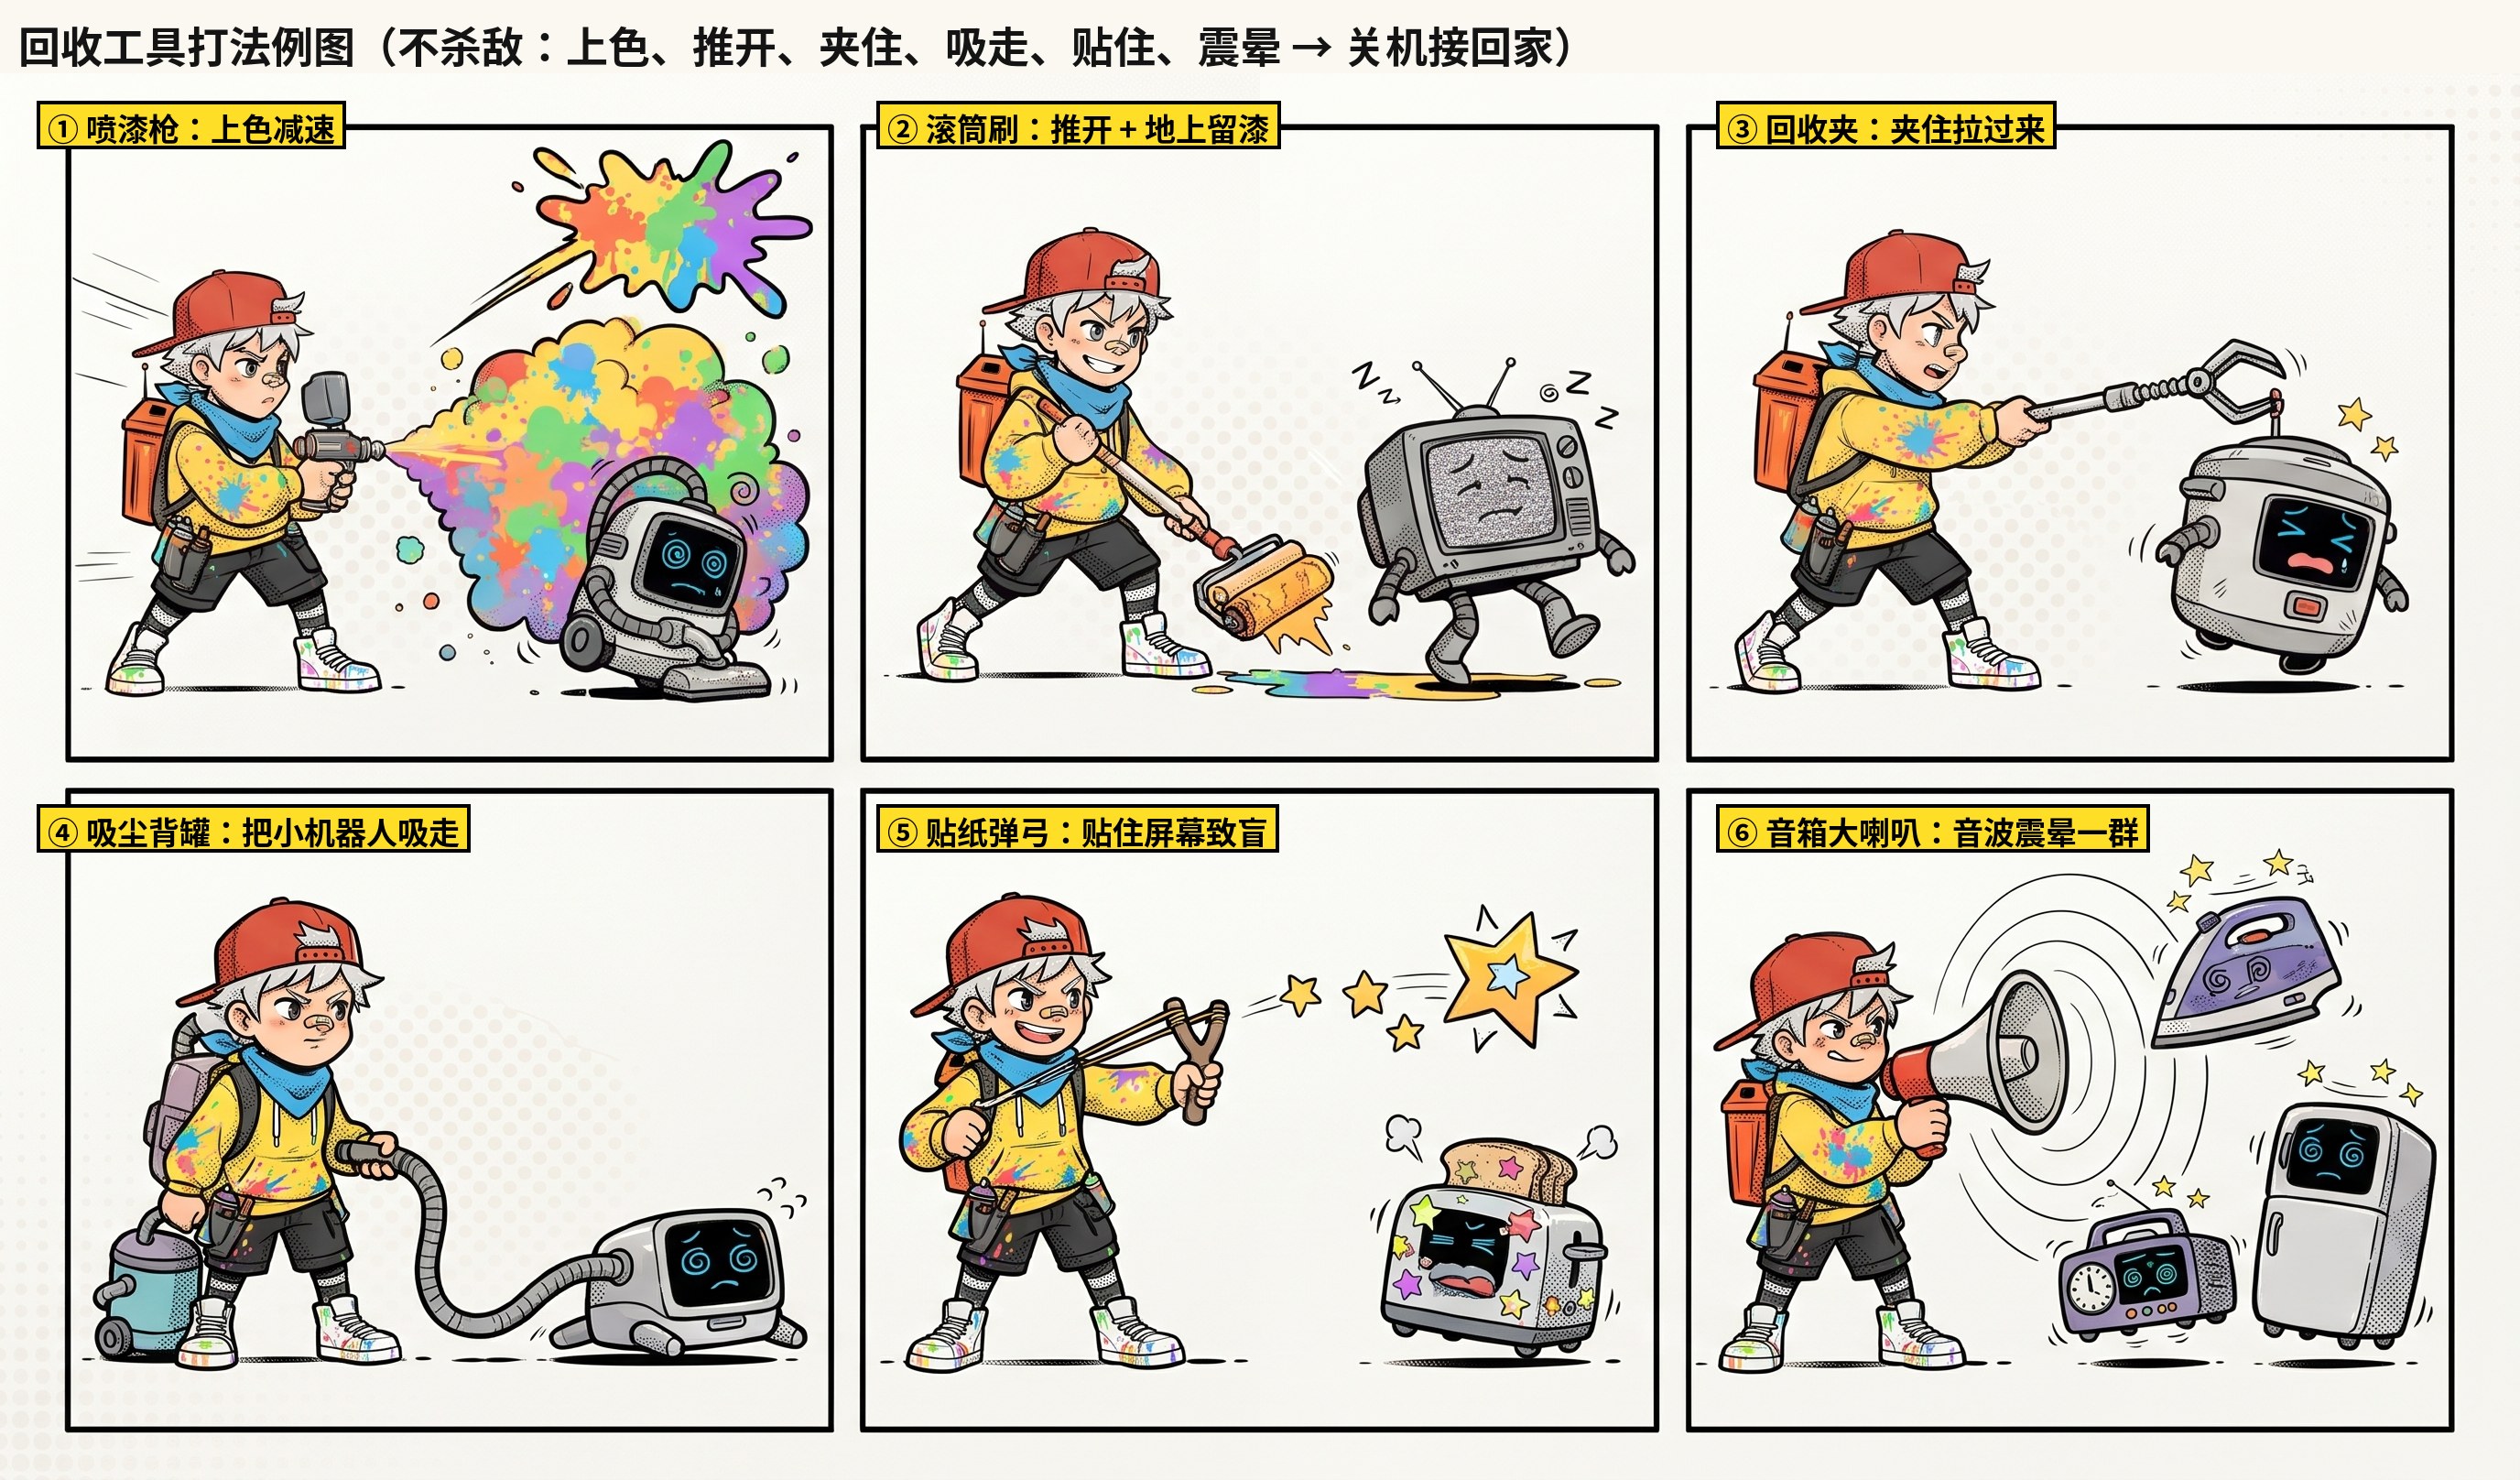 回收工具打法例图（不杀敌：上色、推开、夹住、吸走、贴住、震晕 → 关机接回家）
① 喷漆枪：上色减速
② 滚筒刷：推开 + 地上留漆
③ 回收夹：夹住拉过来
Z Z Z
Z Z
④ 吸尘背罐：把小机器人吸走
⑤ 贴纸弹弓：贴住屏幕致盲
⑥ 音箱大喇叭：音波震晕一群